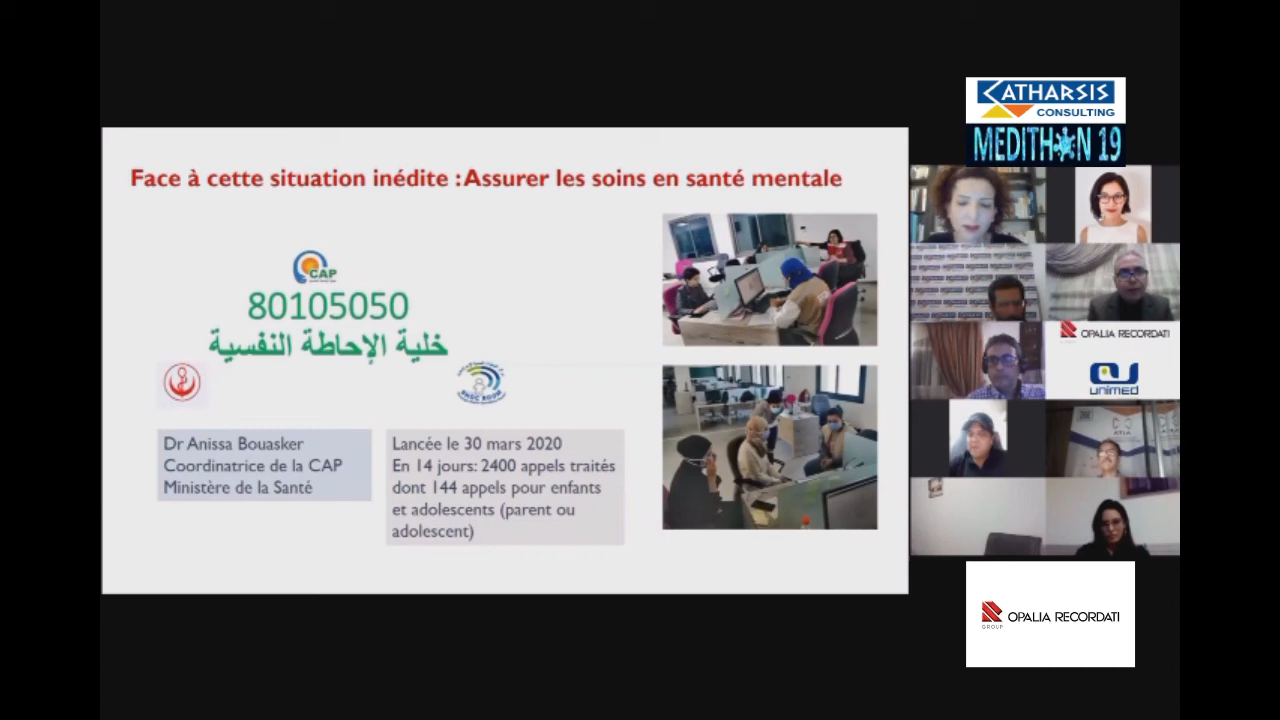 CATHARSIS
CONSULTING
MEDITHON 19
Face à cette situation inédite : Assurer les soins en santé mentale
CAP
80105050
خلية الإحاطة النفسية
Dr Anissa Bouasker
Coordinatrice de la CAP
Ministère de la Santé
Lancée le 30 mars 2020
En 14 jours: 2400 appels traités
dont 144 appels pour enfants
et adolescents (parent ou
adolescent)
OPALIA RECORDATI
unimed
OPALIA RECORDATI
GROUP